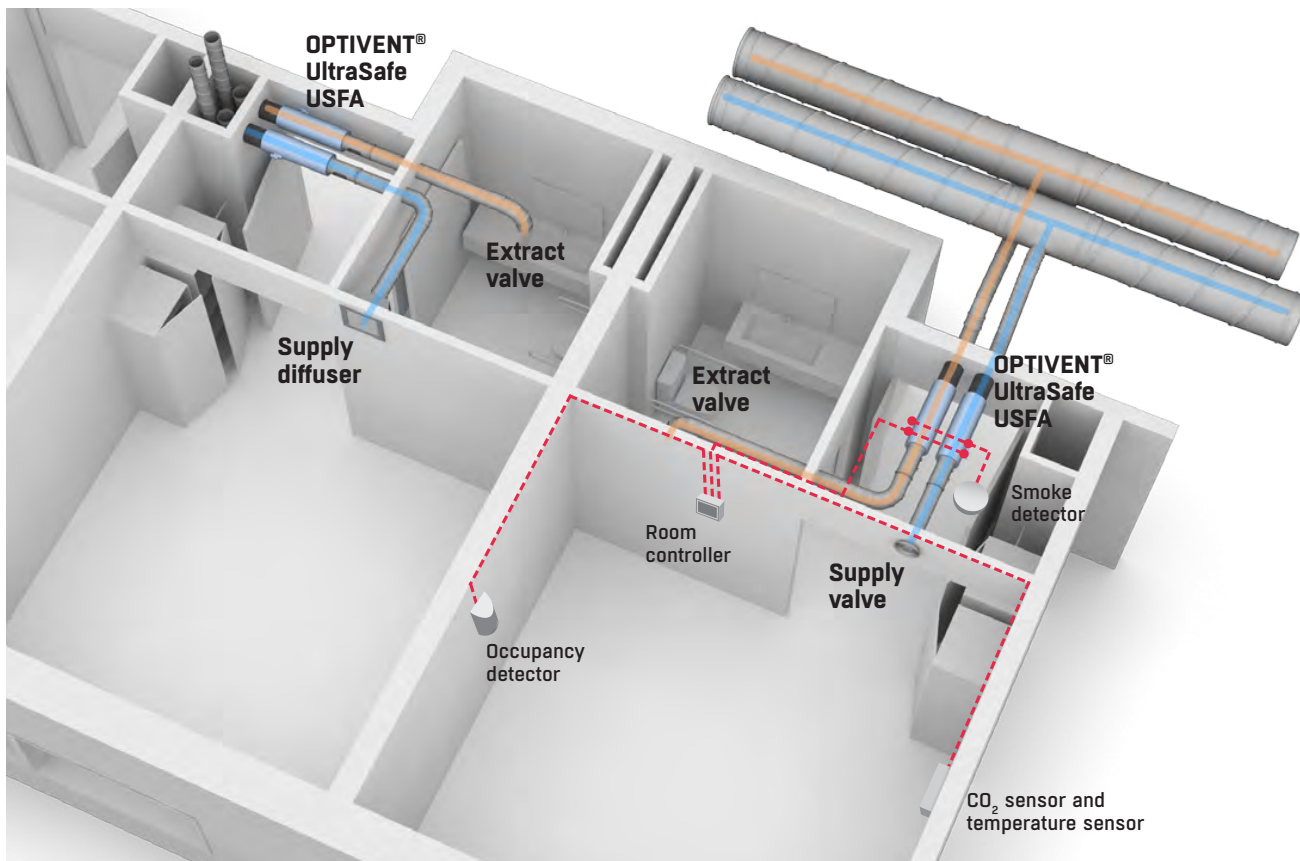 OPTIVENT®
UltraSafe
USFA
Extract
valve
Supply
diffuser
Extract
valve
OPTIVENT®
UltraSafe
USFA
Smoke
detector
Room
controller
Supply
valve
Occupancy
detector
CO₂ sensor and
temperature sensor